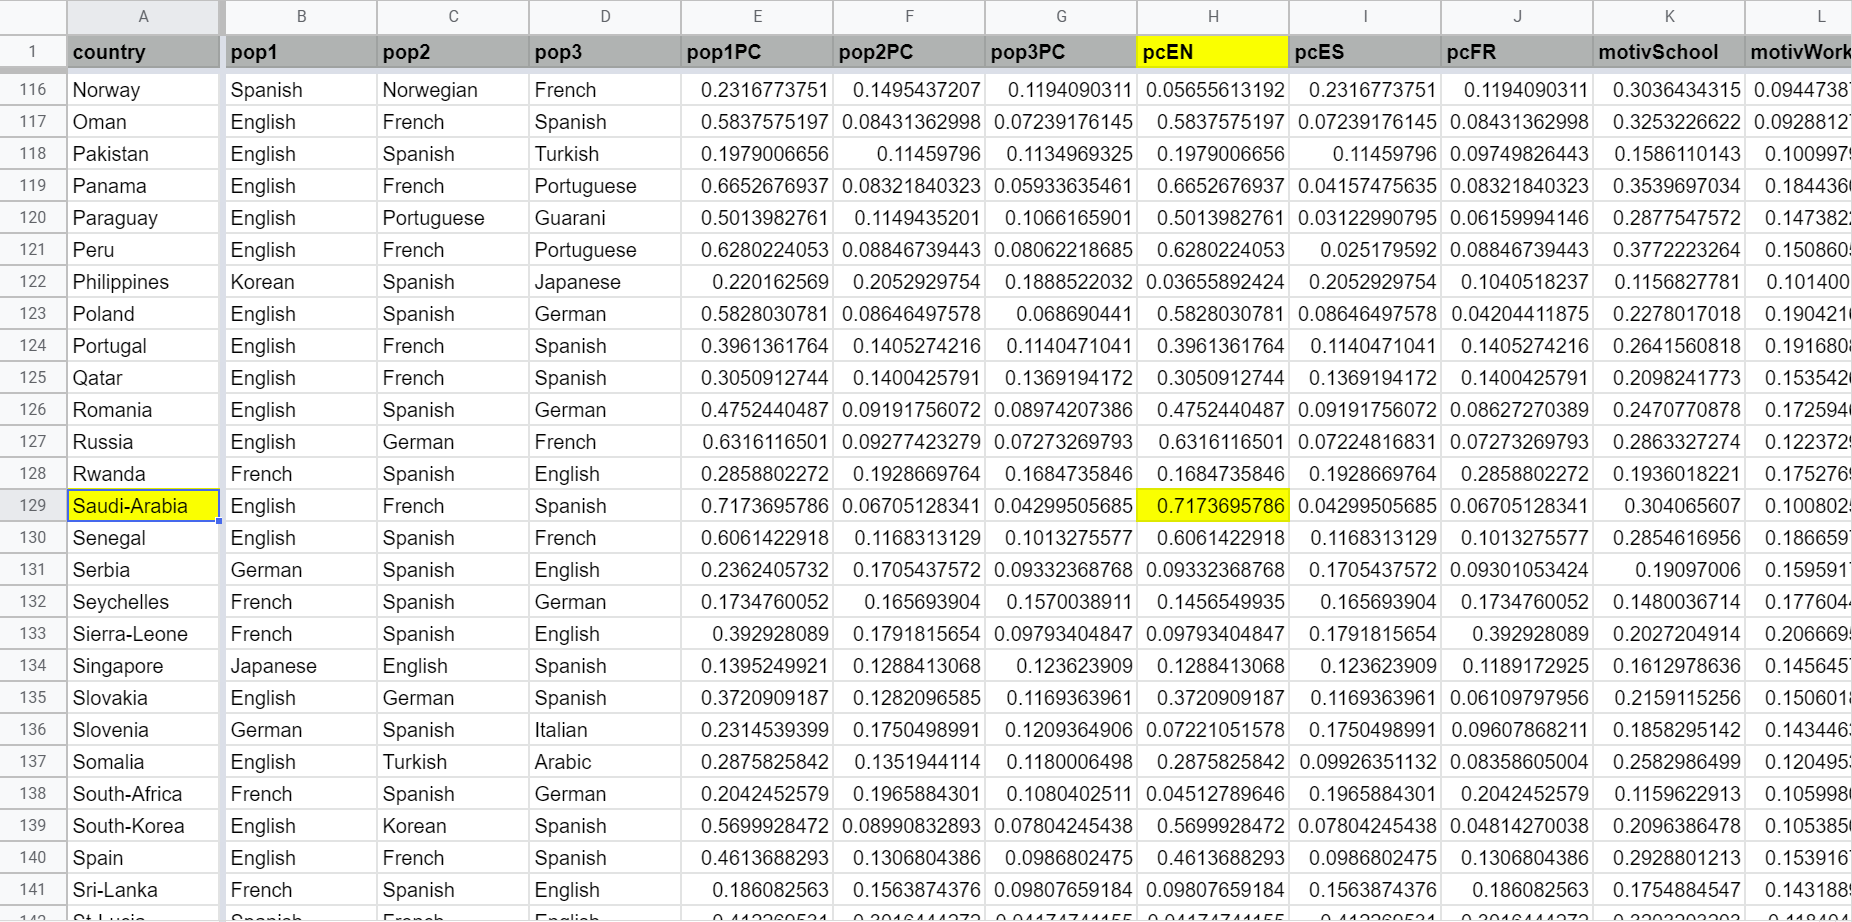 A B C D E F G H I J K L
1 country pop1 pop2 pop3 pop1PC pop2PC pop3PC pcEN pcES pcFR motivSchool motivWork
116 Norway Spanish Norwegian French 0.2316773751 0.1495437207 0.1194090311 0.05655613192 0.2316773751 0.1194090311 0.3036434315 0.0944738
117 Oman English French Spanish 0.5837575197 0.08431362998 0.07239176145 0.5837575197 0.07239176145 0.08431362998 0.3253226622 0.0928812
118 Pakistan English Spanish Turkish 0.1979006656 0.11459796 0.1134969325 0.1979006656 0.11459796 0.09749826443 0.1586110143 0.100997
119 Panama English French Portuguese 0.6652676937 0.08321840323 0.05933635461 0.6652676937 0.04157475635 0.08321840323 0.3539697034 0.184436
120 Paraguay English Portuguese Guarani 0.5013982761 0.1149435201 0.1066165901 0.5013982761 0.03122990795 0.06159994146 0.2877547572 0.147382
121 Peru English French Portuguese 0.6280224053 0.08846739443 0.08062218685 0.6280224053 0.025179592 0.08846739443 0.3772223264 0.150860
122 Philippines Korean Spanish Japanese 0.220162569 0.2052929754 0.1888522032 0.03655892424 0.2052929754 0.1040518237 0.1156827781 0.101400
123 Poland English Spanish German 0.5828030781 0.08646497578 0.068690441 0.5828030781 0.08646497578 0.04204411875 0.2278017018 0.190421
124 Portugal English French Spanish 0.3961361764 0.1405274216 0.1140471041 0.3961361764 0.1140471041 0.1405274216 0.2641560818 0.191680
125 Qatar English French Spanish 0.3050912744 0.1400425791 0.1369194172 0.3050912744 0.1369194172 0.1400425791 0.2098241773 0.153542
126 Romania English Spanish German 0.4752440487 0.09191756072 0.08974207386 0.4752440487 0.09191756072 0.08627270389 0.2470770878 0.172594
127 Russia English German French 0.6316116501 0.09277423279 0.07273269793 0.6316116501 0.07224816831 0.07273269793 0.2863327274 0.122372
128 Rwanda French Spanish English 0.2858802272 0.1928669764 0.1684735846 0.1684735846 0.1928669764 0.2858802272 0.1936018221 0.175276
129 Saudi-Arabia English French Spanish 0.7173695786 0.06705128341 0.04299505685 0.7173695786 0.04299505685 0.06705128341 0.304065607 0.100802
130 Senegal English Spanish French 0.6061422918 0.1168313129 0.1013275577 0.6061422918 0.1168313129 0.1013275577 0.2854616956 0.186659
131 Serbia German Spanish English 0.2362405732 0.1705437572 0.09332368768 0.09332368768 0.1705437572 0.09301053424 0.19097006 0.159591
132 Seychelles French Spanish German 0.1734760052 0.165693904 0.1570038911 0.1456549935 0.165693904 0.1734760052 0.1480036714 0.177604
133 Sierra-Leone French Spanish English 0.392928089 0.1791815654 0.09793404847 0.09793404847 0.1791815654 0.392928089 0.2027204914 0.206669
134 Singapore Japanese English Spanish 0.1395249921 0.1288413068 0.123623909 0.1288413068 0.123623909 0.1189172925 0.1612978636 0.145645
135 Slovakia English German Spanish 0.3720909187 0.1282096585 0.1169363961 0.3720909187 0.1169363961 0.06109797956 0.2159115256 0.150601
136 Slovenia German Spanish Italian 0.2314539399 0.1750498991 0.1209364906 0.07221051578 0.1750498991 0.09607868211 0.1858295142 0.143446
137 Somalia English Turkish Arabic 0.2875825842 0.1351944114 0.1180006498 0.2875825842 0.09926351132 0.08358605004 0.2582986499 0.120495
138 South-Africa French Spanish German 0.2042452579 0.1965884301 0.1080402511 0.04512789646 0.1965884301 0.2042452579 0.1159622913 0.105998
139 South-Korea English Korean Spanish 0.5699928472 0.08990832893 0.07804245438 0.5699928472 0.07804245438 0.04814270038 0.2096386478 0.105385
140 Spain English French Spanish 0.4613688293 0.1306804386 0.0986802475 0.4613688293 0.0986802475 0.1306804386 0.2928801213 0.153916
141 Sri-Lanka French Spanish English 0.186082563 0.1563874376 0.09807659184 0.09807659184 0.1563874376 0.186082563 0.1754884547 0.143188